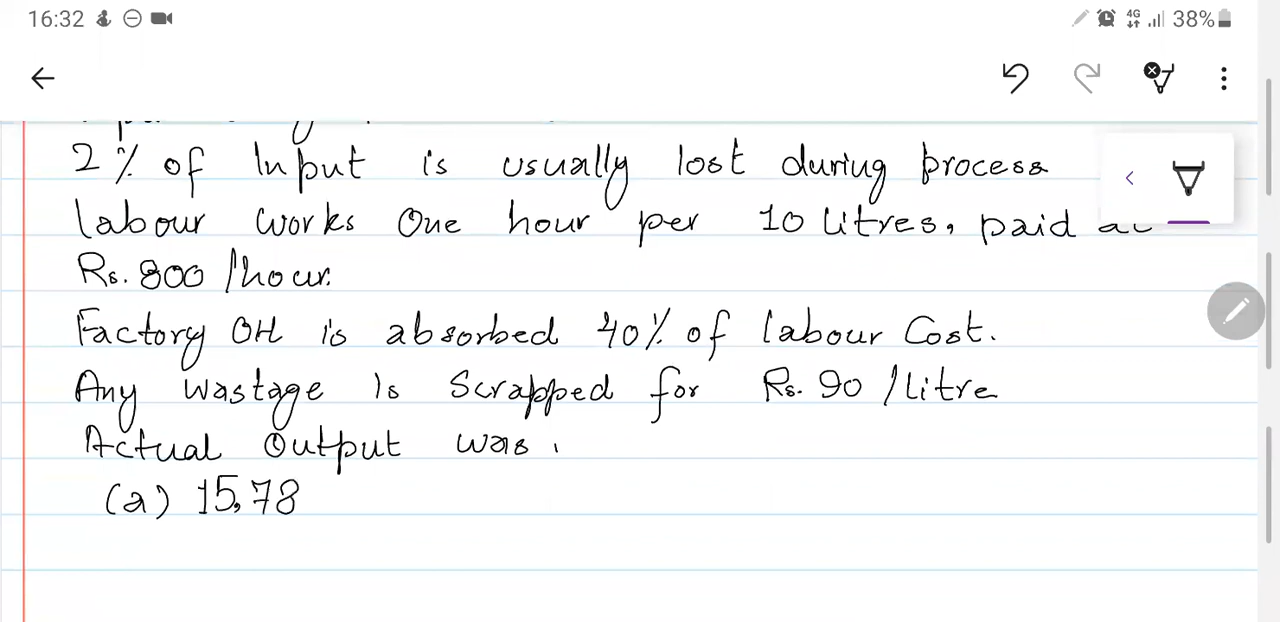 16:32 4G 38%
2% of Input is usually lost during process
labour works One hour per 10 litres, paid at
Rs. 800 /hour.
Factory OH is absorbed 40% of labour Cost.
Any wastage is Scrapped for Rs. 90 /Litre
Actual Output was
(a) 15,78